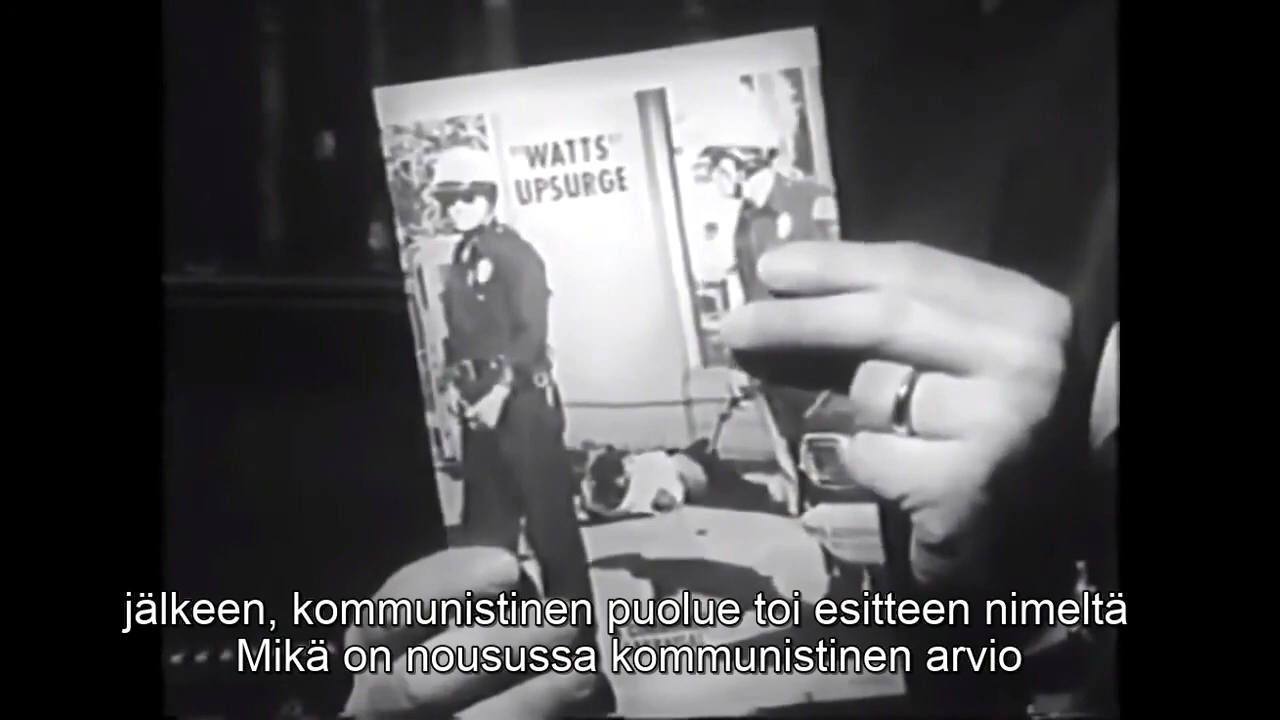 "WATTS"
UPSURGE
jälkeen, kommunistinen puolue toi esitteen nimeltä
Mikä on nousussa kommunistinen arvio